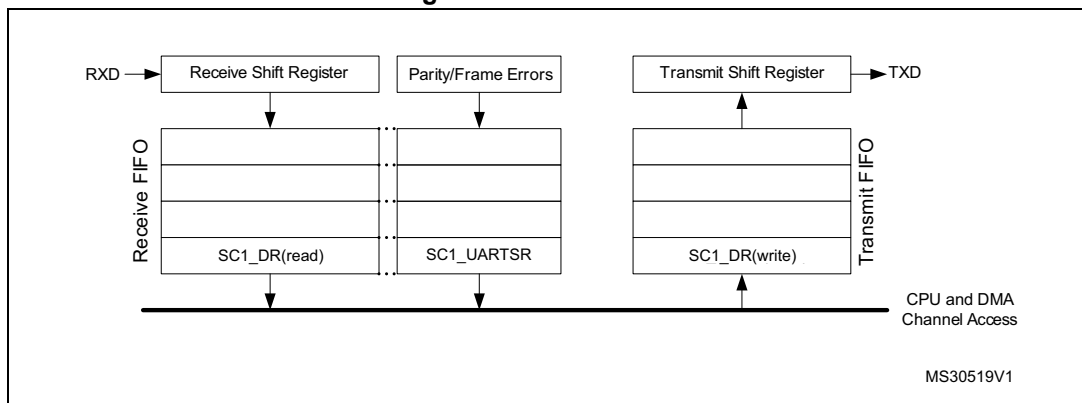 RXD
Receive Shift Register
Parity/Frame Errors
Transmit Shift Register
TXD
Receive FIFO
Transmit FIFO
SC1_DR(read)
SC1_UARTSR
SC1_DR(write)
CPU and DMA
Channel Access
MS30519V1